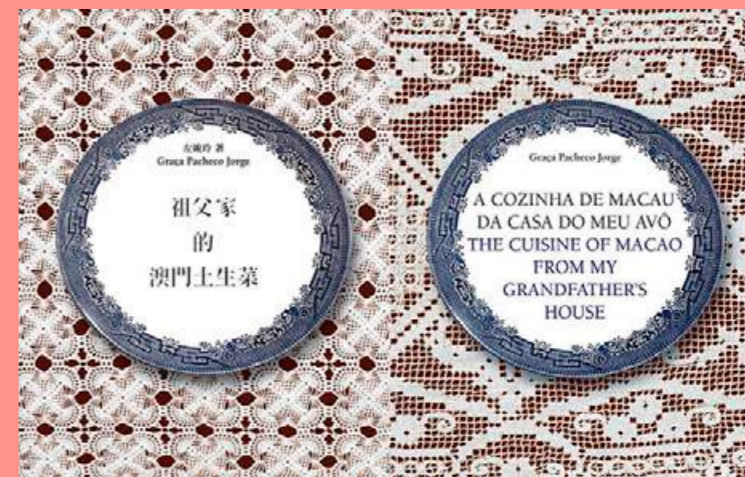 左婉玲 著
Graça Pacheco Jorge
祖父家
的
澳門土生菜
Graça Pacheco Jorge
A COZINHA DE MACAU
DA CASA DO MEU AVÔ
THE CUISINE OF MACAO
FROM MY
GRANDFATHER'S
HOUSE